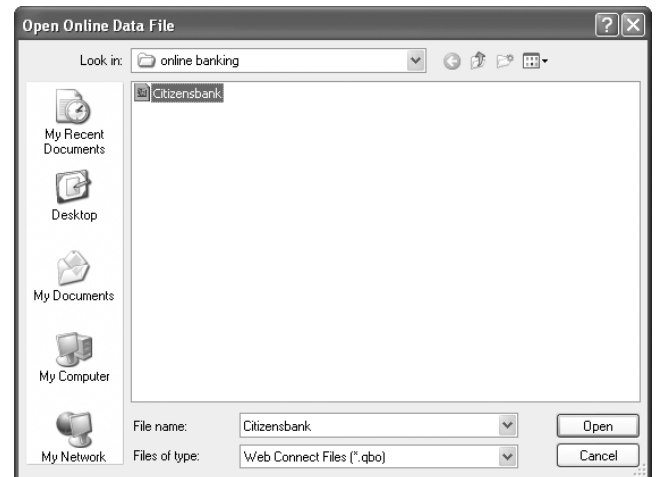 Open Online Data File
Look in: online banking
Citizensbank
My Recent
Documents
Desktop
My Documents
My Computer
My Network
File name: Citizensbank Open
Files of type: Web Connect Files (*.qbo) Cancel